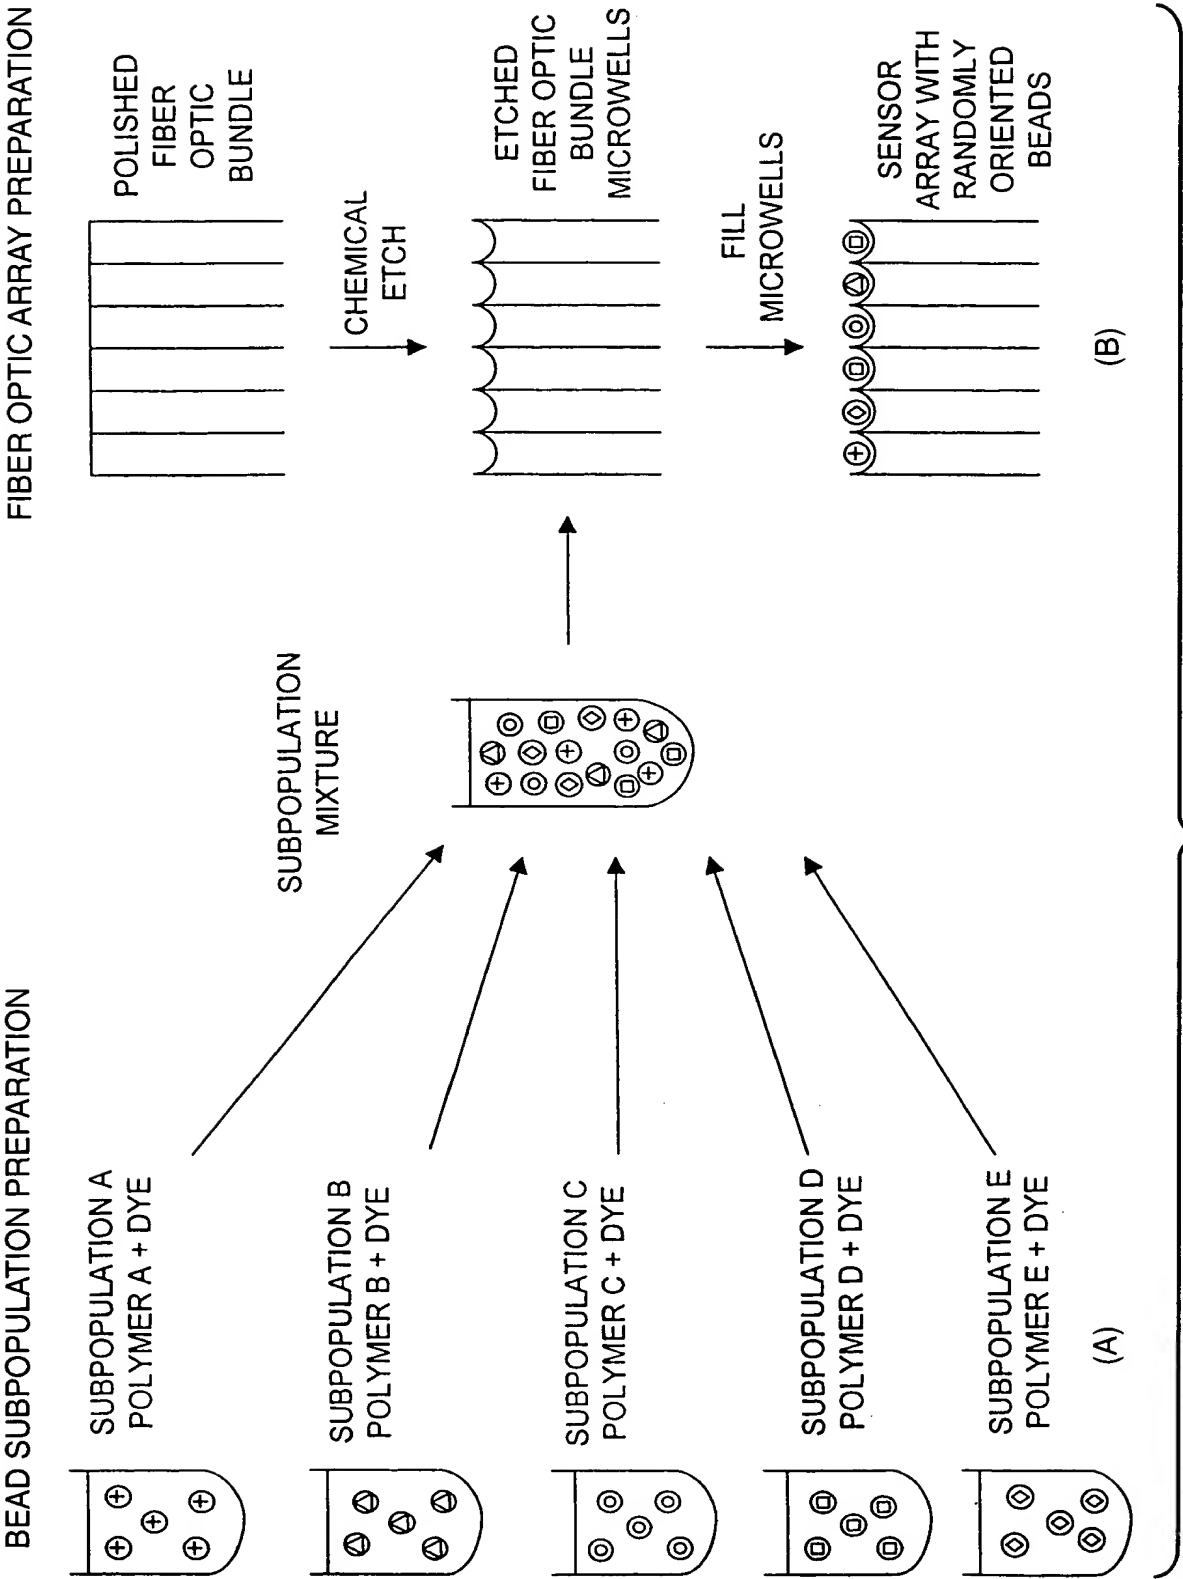 BEAD SUBPOPULATION PREPARATION
SUBPOPULATION A
POLYMER A + DYE
SUBPOPULATION B
POLYMER B + DYE
SUBPOPULATION C
POLYMER C + DYE
SUBPOPULATION D
POLYMER D + DYE
SUBPOPULATION E
POLYMER E + DYE
(A)
SUBPOPULATION
MIXTURE
FIBER OPTIC ARRAY PREPARATION
POLISHED
FIBER
OPTIC
BUNDLE
CHEMICAL
ETCH
ETCHED
FIBER OPTIC
BUNDLE
MICROWELLS
FILL
MICROWELLS
SENSOR
ARRAY WITH
RANDOMLY
ORIENTED
BEADS
(B)